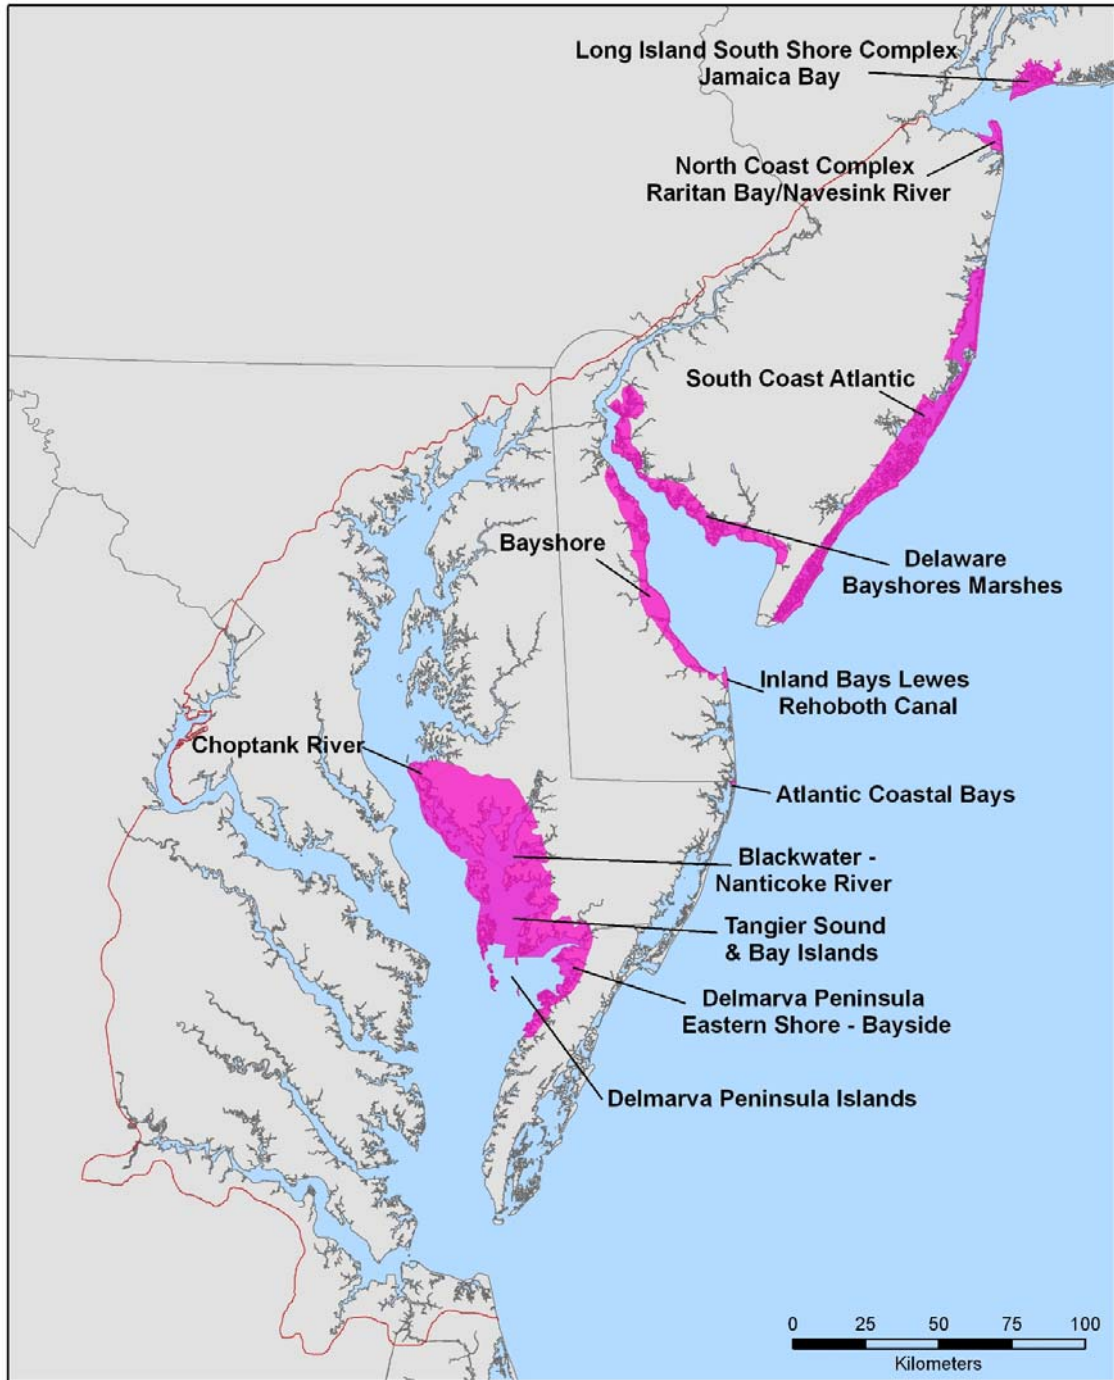 Long Island South Shore Complex
Jamaica Bay
North Coast Complex
Raritan Bay/Navesink River
South Coast Atlantic
Bayshore
Delaware
Bayshores Marshes
Inland Bays Lewes
Rehoboth Canal
Choptank River
Atlantic Coastal Bays
Blackwater -
Nanticoke River
Tangier Sound
& Bay Islands
Delmarva Peninsula
Eastern Shore - Bayside
Delmarva Peninsula Islands
0 25 50 75 100
Kilometers